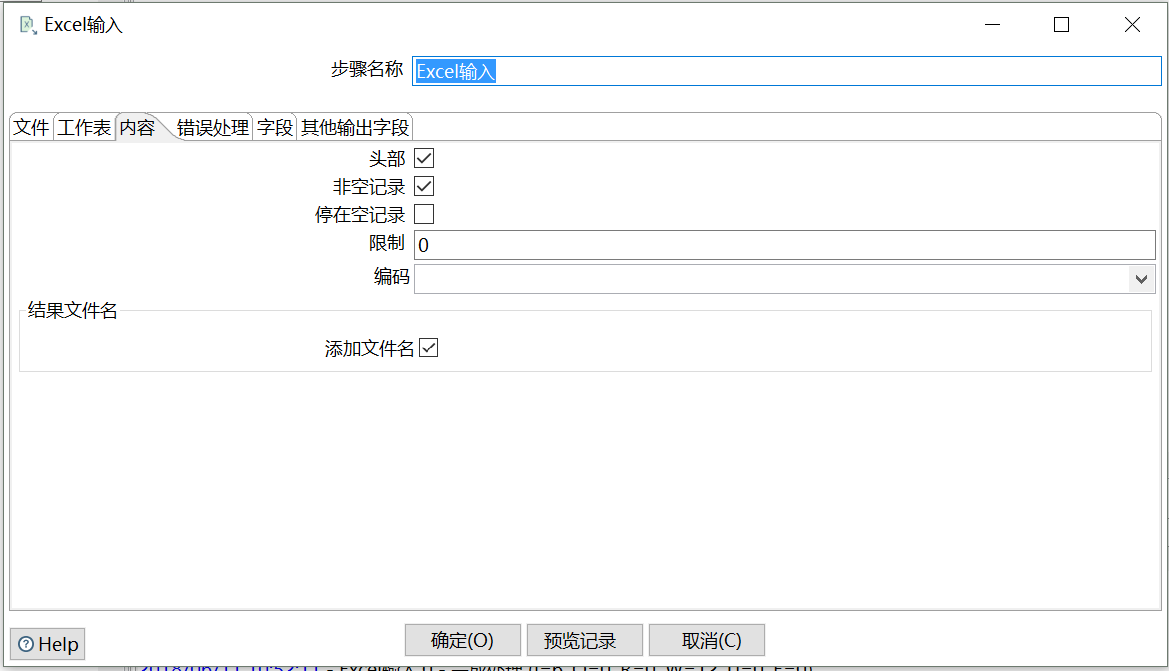 Excel输入
步骤名称 Excel输入
文件 工作表 内容 错误处理 字段 其他输出字段
头部
非空记录
停在空记录
限制 0
编码
结果文件名
添加文件名
Help 确定(O) 预览记录 取消(C)